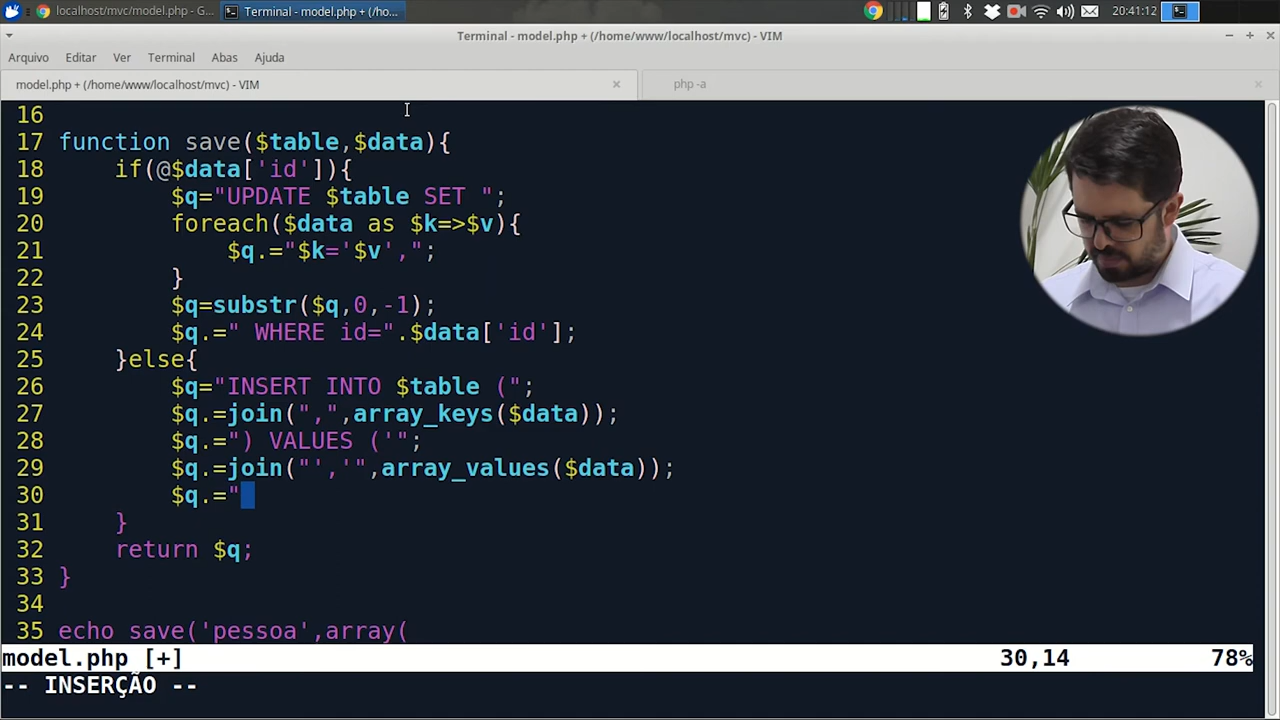 localhost/mvc/model.php - G...
Terminal - model.php + (/ho...
20:41:12
Terminal - model.php + (/home/www/localhost/mvc) - VIM
Arquivo Editar Ver Terminal Abas Ajuda
model.php + (/home/www/localhost/mvc) - VIM
php -a
16
17 function save($table,$data){
18     if(@$data['id']){
19         $q="UPDATE $table SET ";
20         foreach($data as $k=>$v){
21             $q.="$k='$v',";
22         }
23         $q=substr($q,0,-1);
24         $q.=" WHERE id=".$data['id'];
25     }else{
26         $q="INSERT INTO $table (";
27         $q.=join(",",array_keys($data));
28         $q.=") VALUES ('";
29         $q.=join("','",array_values($data));
30         $q.="
31     }
32     return $q;
33 }
34
35 echo save('pessoa',array(
model.php [+] 30,14 78%
-- INSERÇÃO --